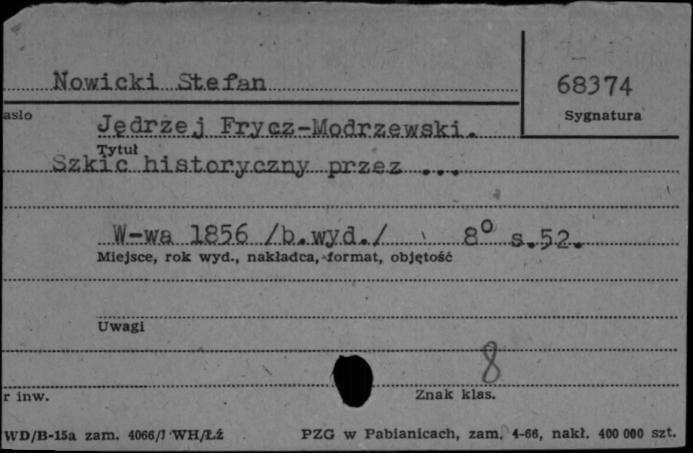 Nowicki Stefan
68374
asło
Sygnatura
Jędrzej Frycz-Modrzewski.
Tytuł
Szkic historyczny przez ...
W-wa 1856 /b.wyd./ 8° s.52.
Miejsce, rok wyd., nakładca, format, objętość
Uwagi
8
r inw.
Znak klas.
WD/B-15a zam. 4066/I WH/Łź
PZG w Pabianicach, zam. 4-66, nakł. 400 000 szt.